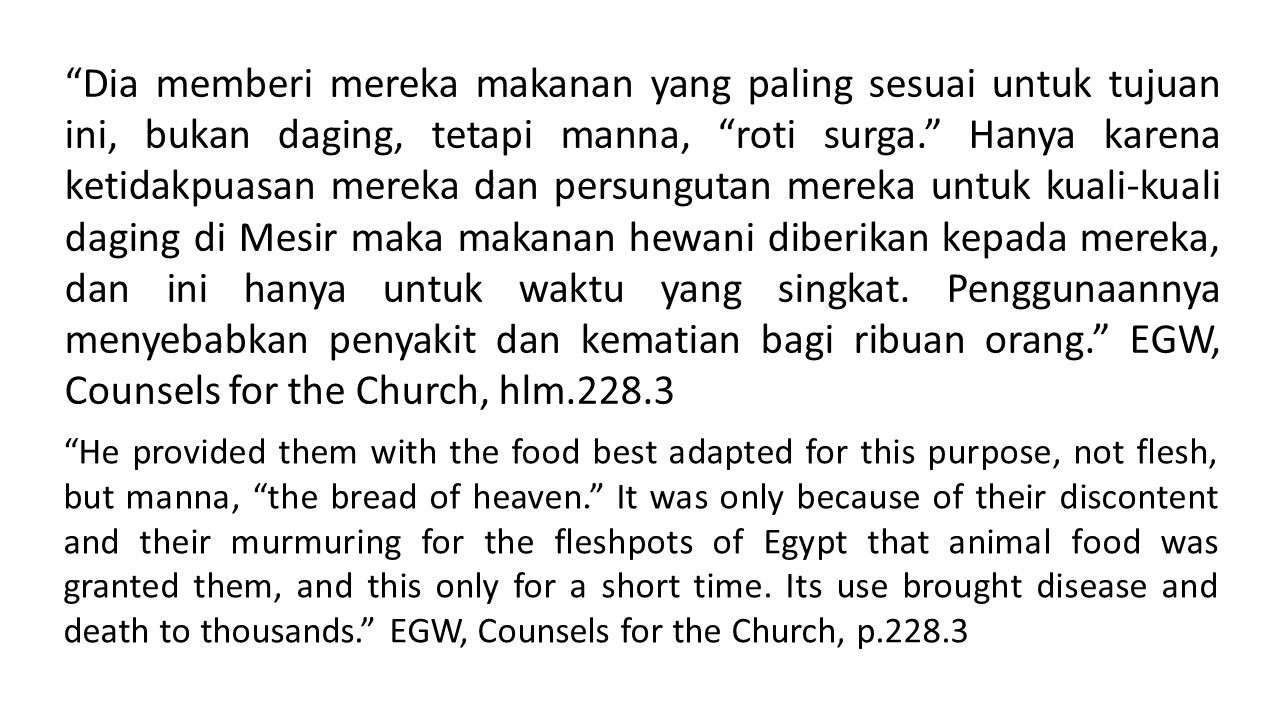 “Dia memberi mereka makanan yang paling sesuai untuk tujuan
ini, bukan daging, tetapi manna, “roti surga.” Hanya karena
ketidakpuasan mereka dan persungutan mereka untuk kuali-kuali
daging di Mesir maka makanan hewani diberikan kepada mereka,
dan ini hanya untuk waktu yang singkat. Penggunaannya
menyebabkan penyakit dan kematian bagi ribuan orang.” EGW,
Counsels for the Church, hlm.228.3
“He provided them with the food best adapted for this purpose, not flesh,
but manna, “the bread of heaven.” It was only because of their discontent
and their murmuring for the fleshpots of Egypt that animal food was
granted them, and this only for a short time. Its use brought disease and
death to thousands.” EGW, Counsels for the Church, p.228.3